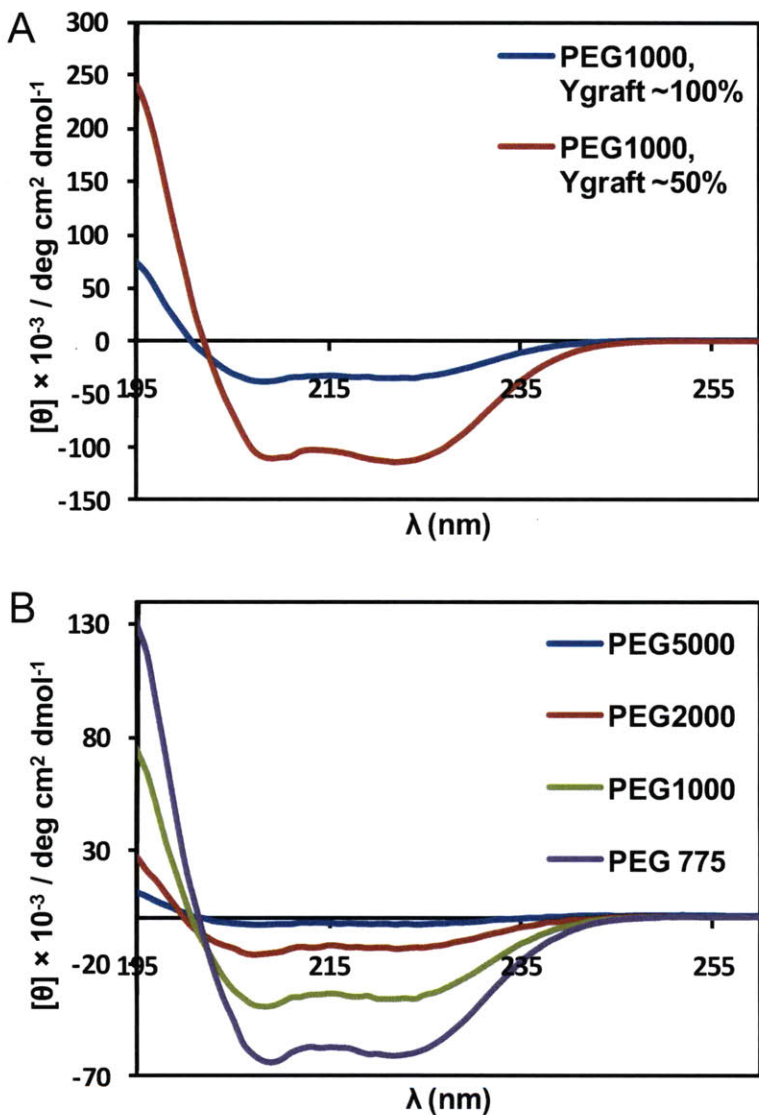 A
300
250
200
150
100
50
0
-50
-100
-150
195
215
235
255
[θ] × 10⁻³ / deg cm² dmol⁻¹
λ (nm)
PEG1000,
Ygraft ~100%
PEG1000,
Ygraft ~50%
B
130
80
30
-20
-70
195
215
235
255
[θ] × 10⁻³ / deg cm² dmol⁻¹
λ (nm)
PEG5000
PEG2000
PEG1000
PEG 775